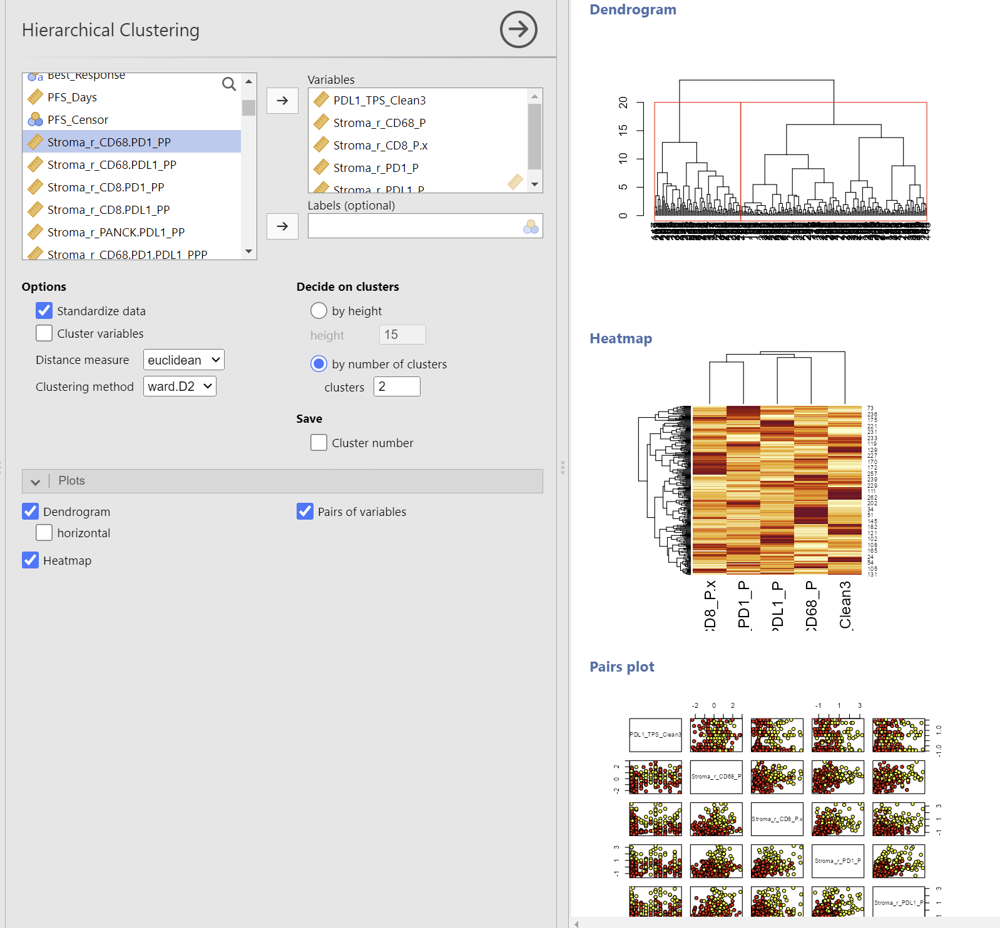 Hierarchical Clustering
Best_Response
PFS_Days
PFS_Censor
Stroma_r_CD68.PD1_PP
Stroma_r_CD68.PDL1_PP
Stroma_r_CD8.PD1_PP
Stroma_r_CD8.PDL1_PP
Stroma_r_PANCK.PDL1_PP
Stroma_r_CD68.PD1.PDL1_PPP
Variables
PDL1_TPS_Clean3
Stroma_r_CD68_P
Stroma_r_CD8_P.x
Stroma_r_PD1_P
Stroma_r_PDL1_P
Labels (optional)
Options
Standardize data
Cluster variables
Distance measure euclidean
Clustering method ward.D2
Decide on clusters
by height
height 15
by number of clusters
clusters 2
Save
Cluster number
Plots
Dendrogram
horizontal
Heatmap
Pairs of variables
Dendrogram
20
15
10
5
0
Heatmap
73
236
175
221
231
233
119
129
227
170
172
257
239
229
111
262
202
34
51
145
182
121
102
108
165
24
54
105
131
CD8_P.x
_PD1_P
PDL1_P
CD68_P
_Clean3
Pairs plot
-2 0 2
-1 1 3
PDL1_TPS_Clean3
-1.0 1.0
Stroma_r_CD68_P
-2 0 2
Stroma_r_CD8_P.x
-1 1 3
Stroma_r_PD1_P
-1 1 3
Stroma_r_PDL1_P
1 3